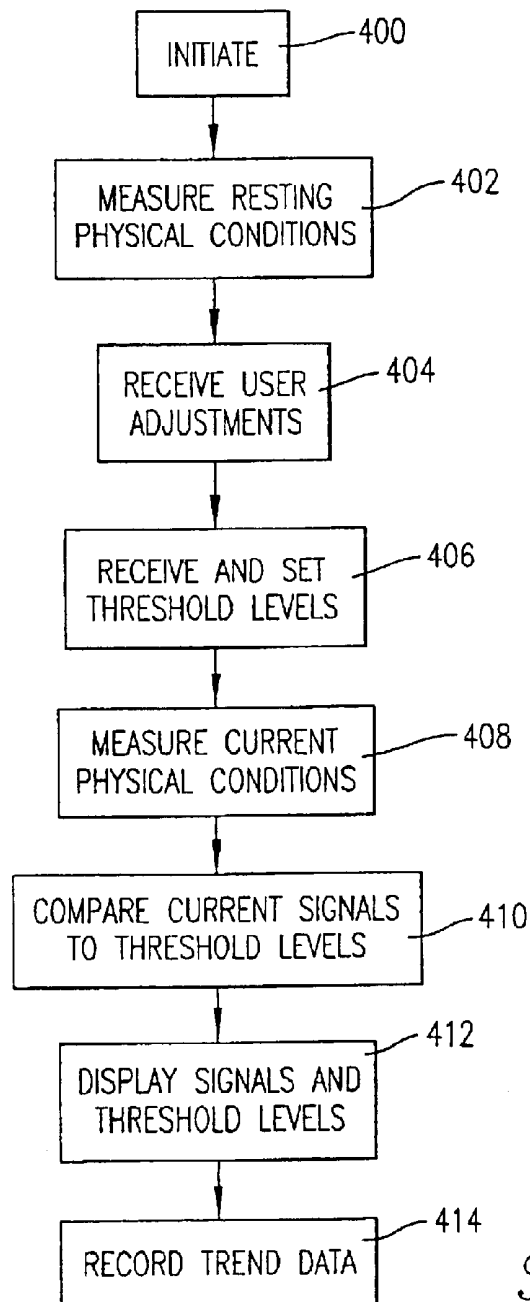 INITIATE
400
MEASURE RESTING
PHYSICAL CONDITIONS
402
RECEIVE USER
ADJUSTMENTS
404
RECEIVE AND SET
THRESHOLD LEVELS
406
MEASURE CURRENT
PHYSICAL CONDITIONS
408
COMPARE CURRENT SIGNALS
TO THRESHOLD LEVELS
410
DISPLAY SIGNALS AND
THRESHOLD LEVELS
412
RECORD TREND DATA
414